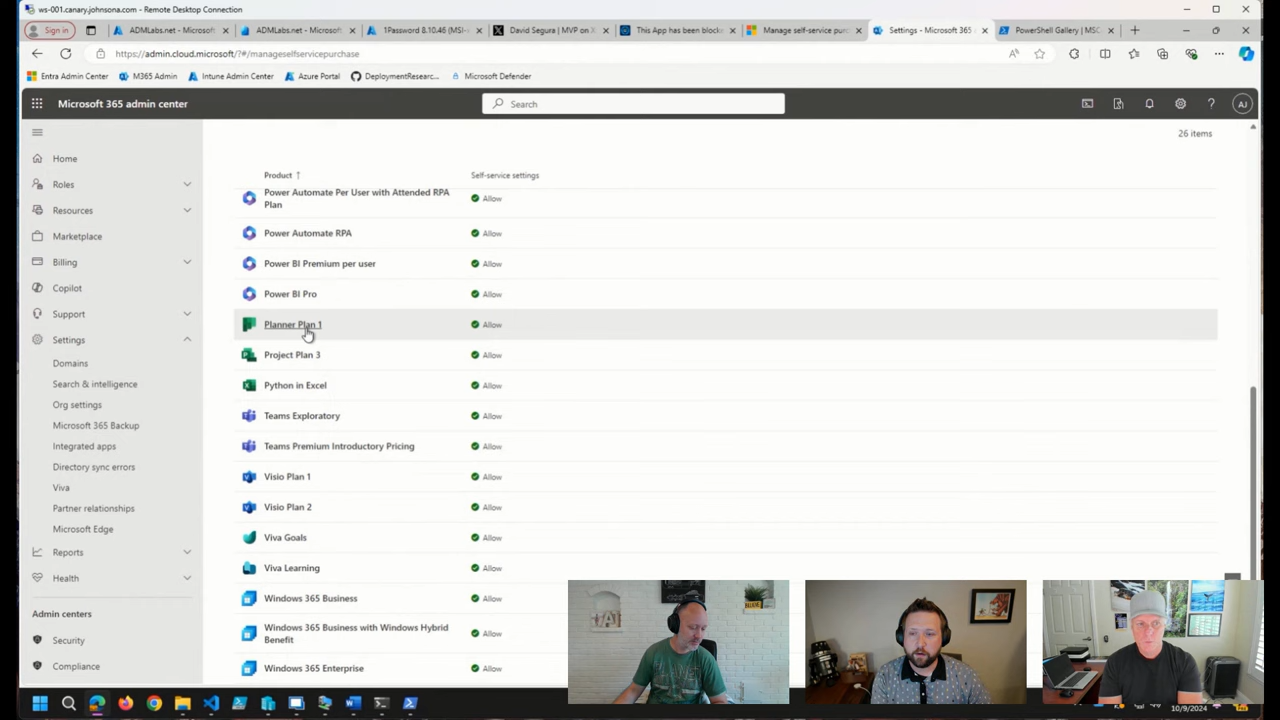 ws-001.canary.johnsona.com - Remote Desktop Connection
Sign in
ADMLabs.net - Microsoft
ADMLabs.net - Microsoft
1Password 8.10.46 (MSI-
David Segura | MVP on X
This App has been blocke
Manage self-service purc
Settings - Microsoft 365
PowerShell Gallery | MSC
https://admin.cloud.microsoft/?#/manageselfservicepurchase
Entra Admin Center
M365 Admin
Intune Admin Center
Azure Portal
DeploymentResearc...
Microsoft Defender
Microsoft 365 admin center
Search
AJ
26 items
Home
Roles
Resources
Marketplace
Billing
Copilot
Support
Settings
Domains
Search & intelligence
Org settings
Microsoft 365 Backup
Integrated apps
Directory sync errors
Viva
Partner relationships
Microsoft Edge
Reports
Health
Admin centers
Security
Compliance
Product ↑ Self-service settings
Power Automate Per User with Attended RPA
Plan Allow
Power Automate RPA Allow
Power BI Premium per user Allow
Power BI Pro Allow
Planner Plan 1 Allow
Project Plan 3 Allow
Python in Excel Allow
Teams Exploratory Allow
Teams Premium Introductory Pricing Allow
Visio Plan 1 Allow
Visio Plan 2 Allow
Viva Goals Allow
Viva Learning Allow
Windows 365 Business Allow
Windows 365 Business with Windows Hybrid
Benefit Allow
Windows 365 Enterprise Allow
10/9/2024